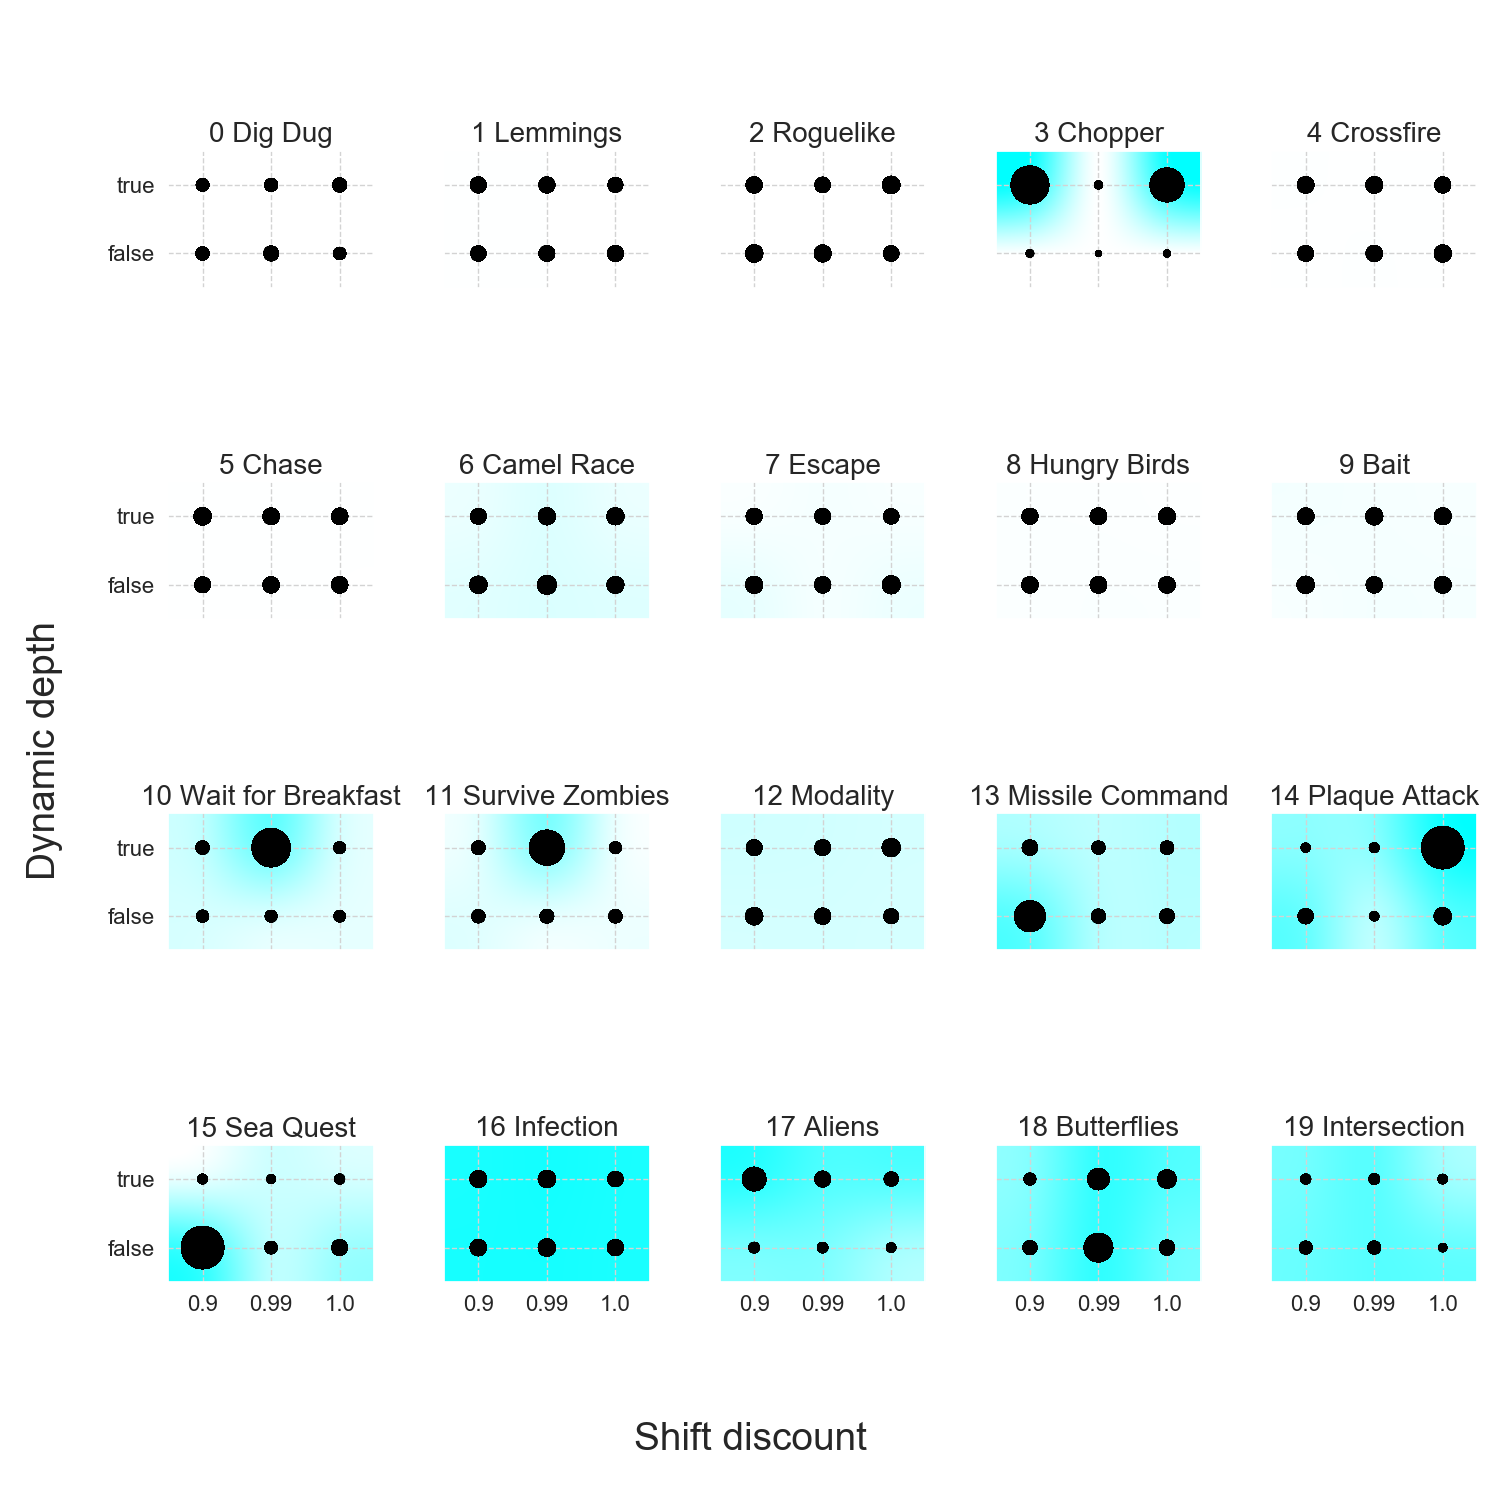 0 Dig Dug 1 Lemmings 2 Roguelike 3 Chopper 4 Crossfire
true
false
5 Chase 6 Camel Race 7 Escape 8 Hungry Birds 9 Bait
true
false
Dynamic depth
10 Wait for Breakfast 11 Survive Zombies 12 Modality 13 Missile Command 14 Plaque Attack
true
false
15 Sea Quest 16 Infection 17 Aliens 18 Butterflies 19 Intersection
true
false
0.9 0.99 1.0 0.9 0.99 1.0 0.9 0.99 1.0 0.9 0.99 1.0 0.9 0.99 1.0
Shift discount